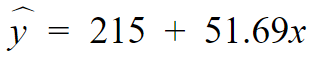 ŷ = 215 + 51.69x